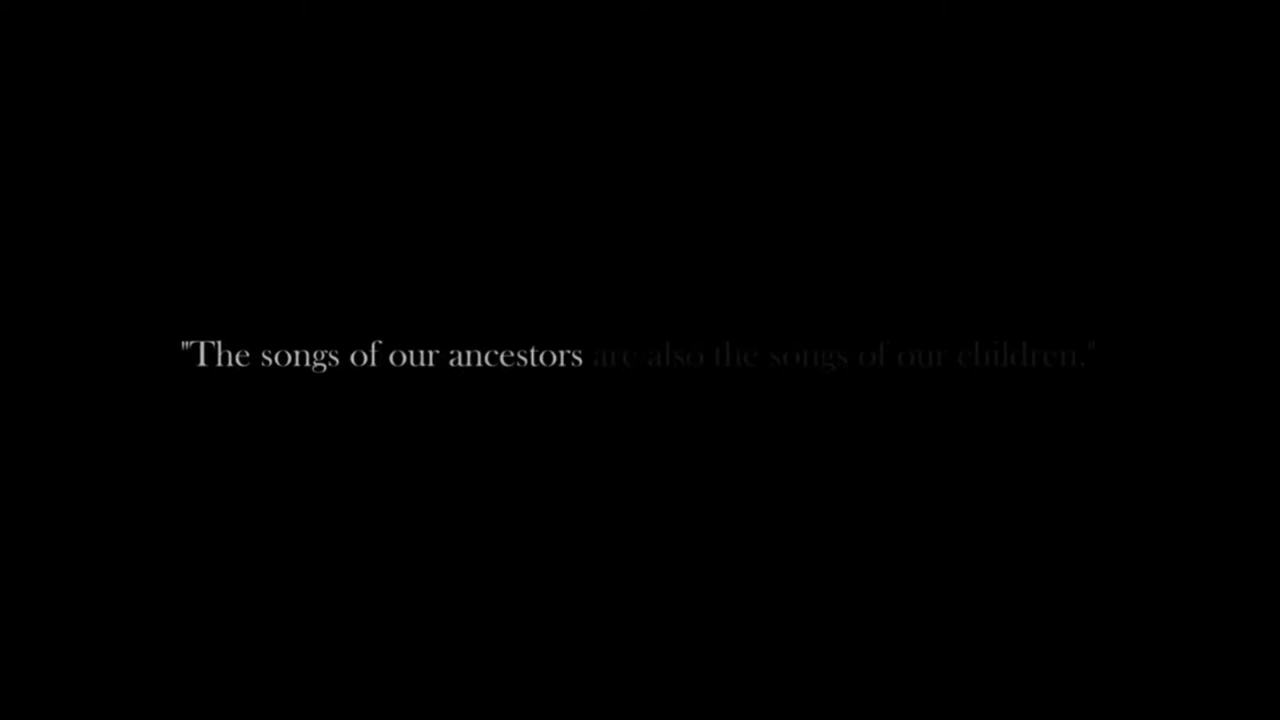 "The songs of our ancestors are also the songs of our children."